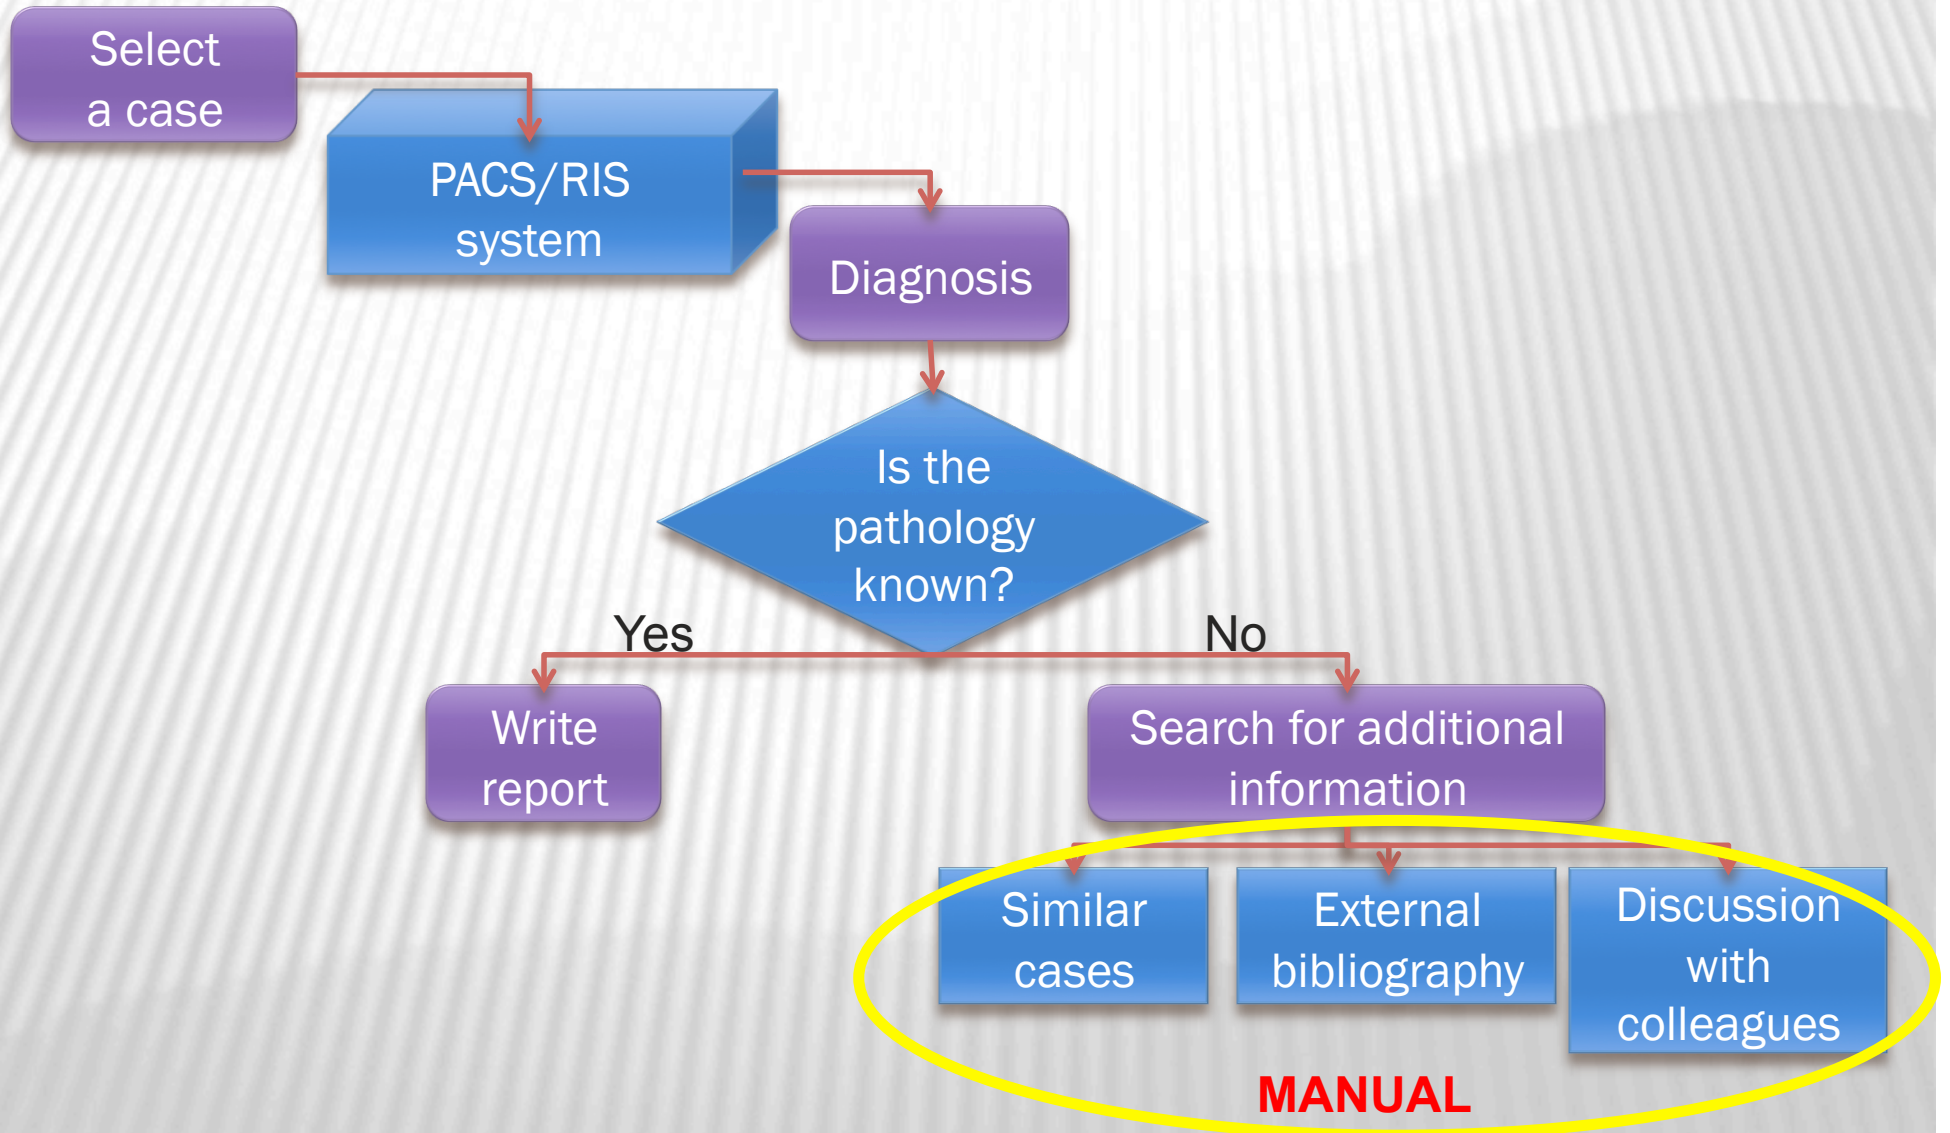 Select
a case
PACS/RIS
system
Diagnosis
Is the
pathology
known?
Yes
No
Write
report
Search for additional
information
Similar
cases
External
bibliography
Discussion
with
colleagues
MANUAL